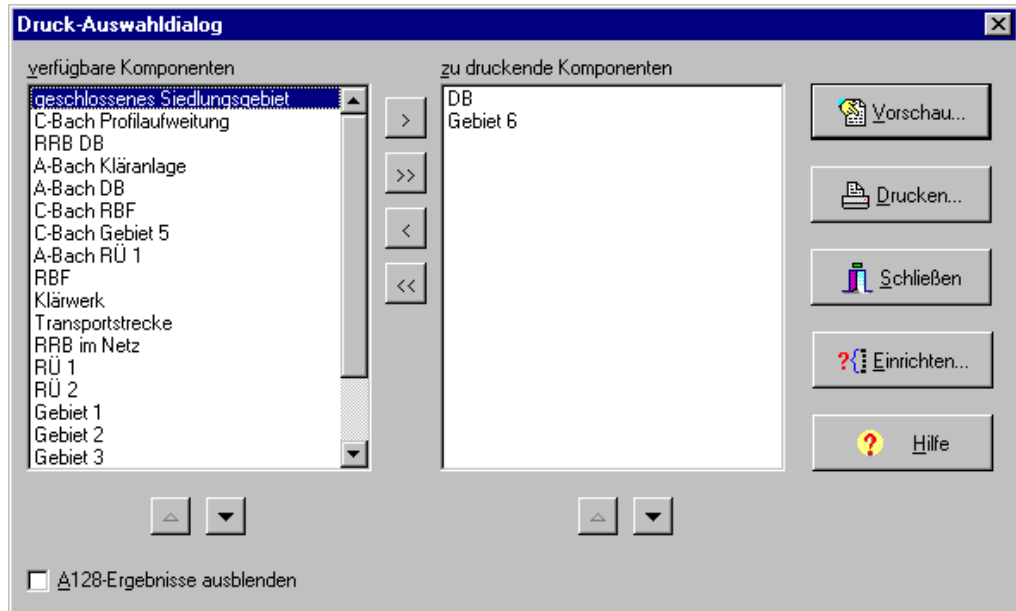 Druck-Auswahldialog
verfügbare Komponenten
geschlossenes Siedlungsgebiet
C-Bach Profilaufweitung
RRB DB
A-Bach Kläranlage
A-Bach DB
C-Bach RBF
C-Bach Gebiet 5
A-Bach RÜ 1
RBF
Klärwerk
Transportstrecke
RRB im Netz
RÜ 1
RÜ 2
Gebiet 1
Gebiet 2
Gebiet 3
>
>>
<
<<
zu druckende Komponenten
DB
Gebiet 6
Vorschau...
Drucken...
Schließen
Einrichten...
Hilfe
A128-Ergebnisse ausblenden